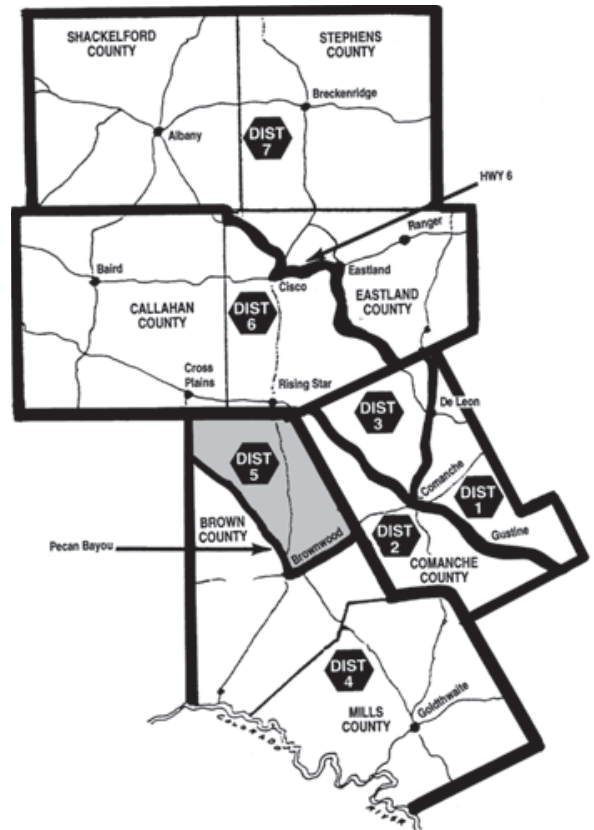 SHACKELFORD
COUNTY
STEPHENS
COUNTY
Breckenridge
Albany
DIST
7
HWY 6
Ranger
Baird
Cisco
Eastland
EASTLAND
COUNTY
CALLAHAN
COUNTY
DIST
6
Cross
Plains
Rising Star
De Leon
DIST
3
DIST
5
Comanche
DIST
1
BROWN
COUNTY
Pecan Bayou
Brownwood
DIST
2
Gustine
COMANCHE
COUNTY
DIST
4
MILLS
COUNTY
Goldthwaite
COLORADO
RIVER